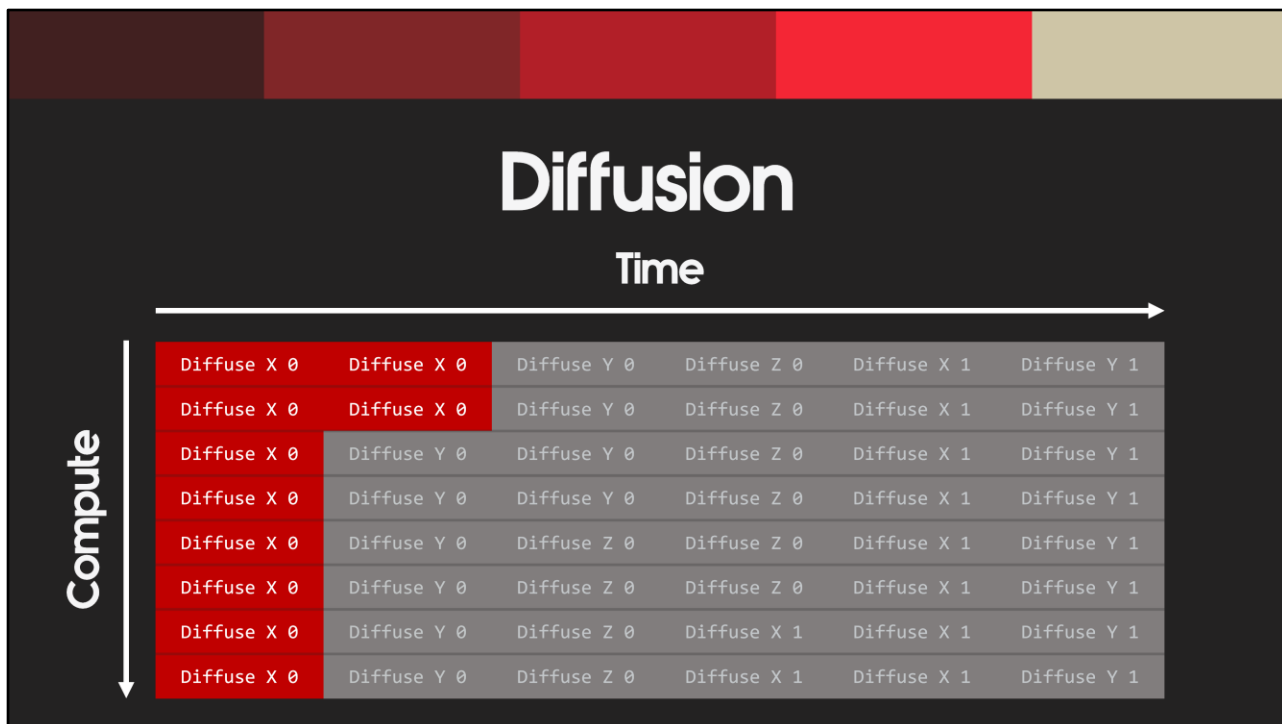 Diffusion
Time
Compute
Diffuse X 0 Diffuse X 0 Diffuse Y 0 Diffuse Z 0 Diffuse X 1 Diffuse Y 1
Diffuse X 0 Diffuse X 0 Diffuse Y 0 Diffuse Z 0 Diffuse X 1 Diffuse Y 1
Diffuse X 0 Diffuse Y 0 Diffuse Y 0 Diffuse Z 0 Diffuse X 1 Diffuse Y 1
Diffuse X 0 Diffuse Y 0 Diffuse Y 0 Diffuse Z 0 Diffuse X 1 Diffuse Y 1
Diffuse X 0 Diffuse Y 0 Diffuse Z 0 Diffuse Z 0 Diffuse X 1 Diffuse Y 1
Diffuse X 0 Diffuse Y 0 Diffuse Z 0 Diffuse Z 0 Diffuse X 1 Diffuse Y 1
Diffuse X 0 Diffuse Y 0 Diffuse Z 0 Diffuse X 1 Diffuse X 1 Diffuse Y 1
Diffuse X 0 Diffuse Y 0 Diffuse Z 0 Diffuse X 1 Diffuse X 1 Diffuse Y 1